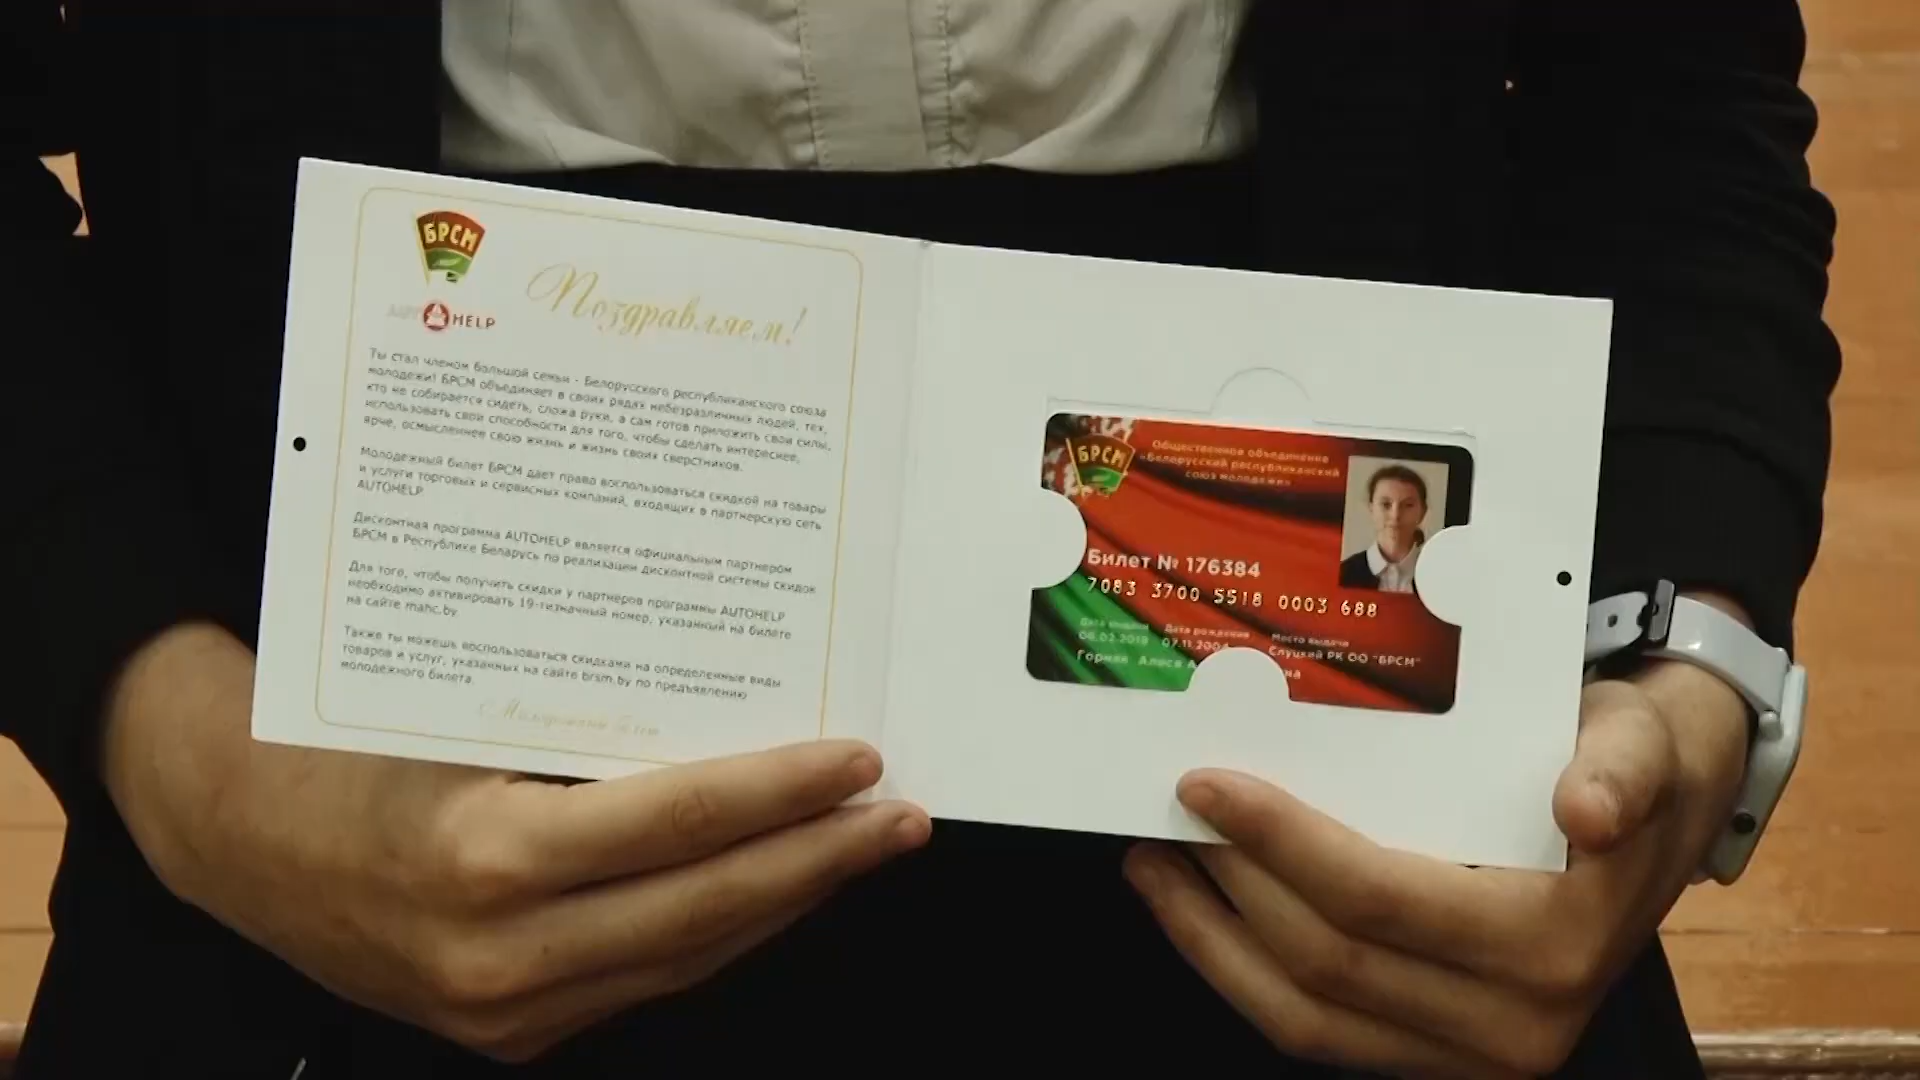 БРСМ
AUTOHELP
Поздравляем!
Ты стал членом большой семьи - Белорусского республиканского союза
молодежи! БРСМ объединяет в своих рядах небезразличных людей, тех,
кто не собирается сидеть, сложа руки, а сам готов приложить свои силы,
использовать свои способности для того, чтобы сделать интереснее,
ярче, осмысленнее свою жизнь и жизнь своих сверстников.
Молодежный билет БРСМ дает право воспользоваться скидкой на товары
и услуги торговых и сервисных компаний, входящих в партнерскую сеть
AUTOHELP
Дисконтная программа AUTOHELP является официальным партнером
БРСМ в Республике Беларусь по реализации дисконтной системы скидок
Для того, чтобы получить скидки у партнеров программы AUTOHELP
необходимо активировать 19-тизначный номер, указанный на билете
на сайте mahc.by
Также ты можешь воспользоваться скидками на определенные виды
товаров и услуг, указанных на сайте brsm.by по предъявлению
молодежного билета.
БРСМ
Общественное объединение
«Белорусский республиканский
союз молодежи»
Билет № 176384
7083 3700 5518 0003 688
Дата выдачи Дата рождения Место выдачи
06.02.2019 07.11.2004 Слуцкий РК ОО "БРСМ"
Алеся А на